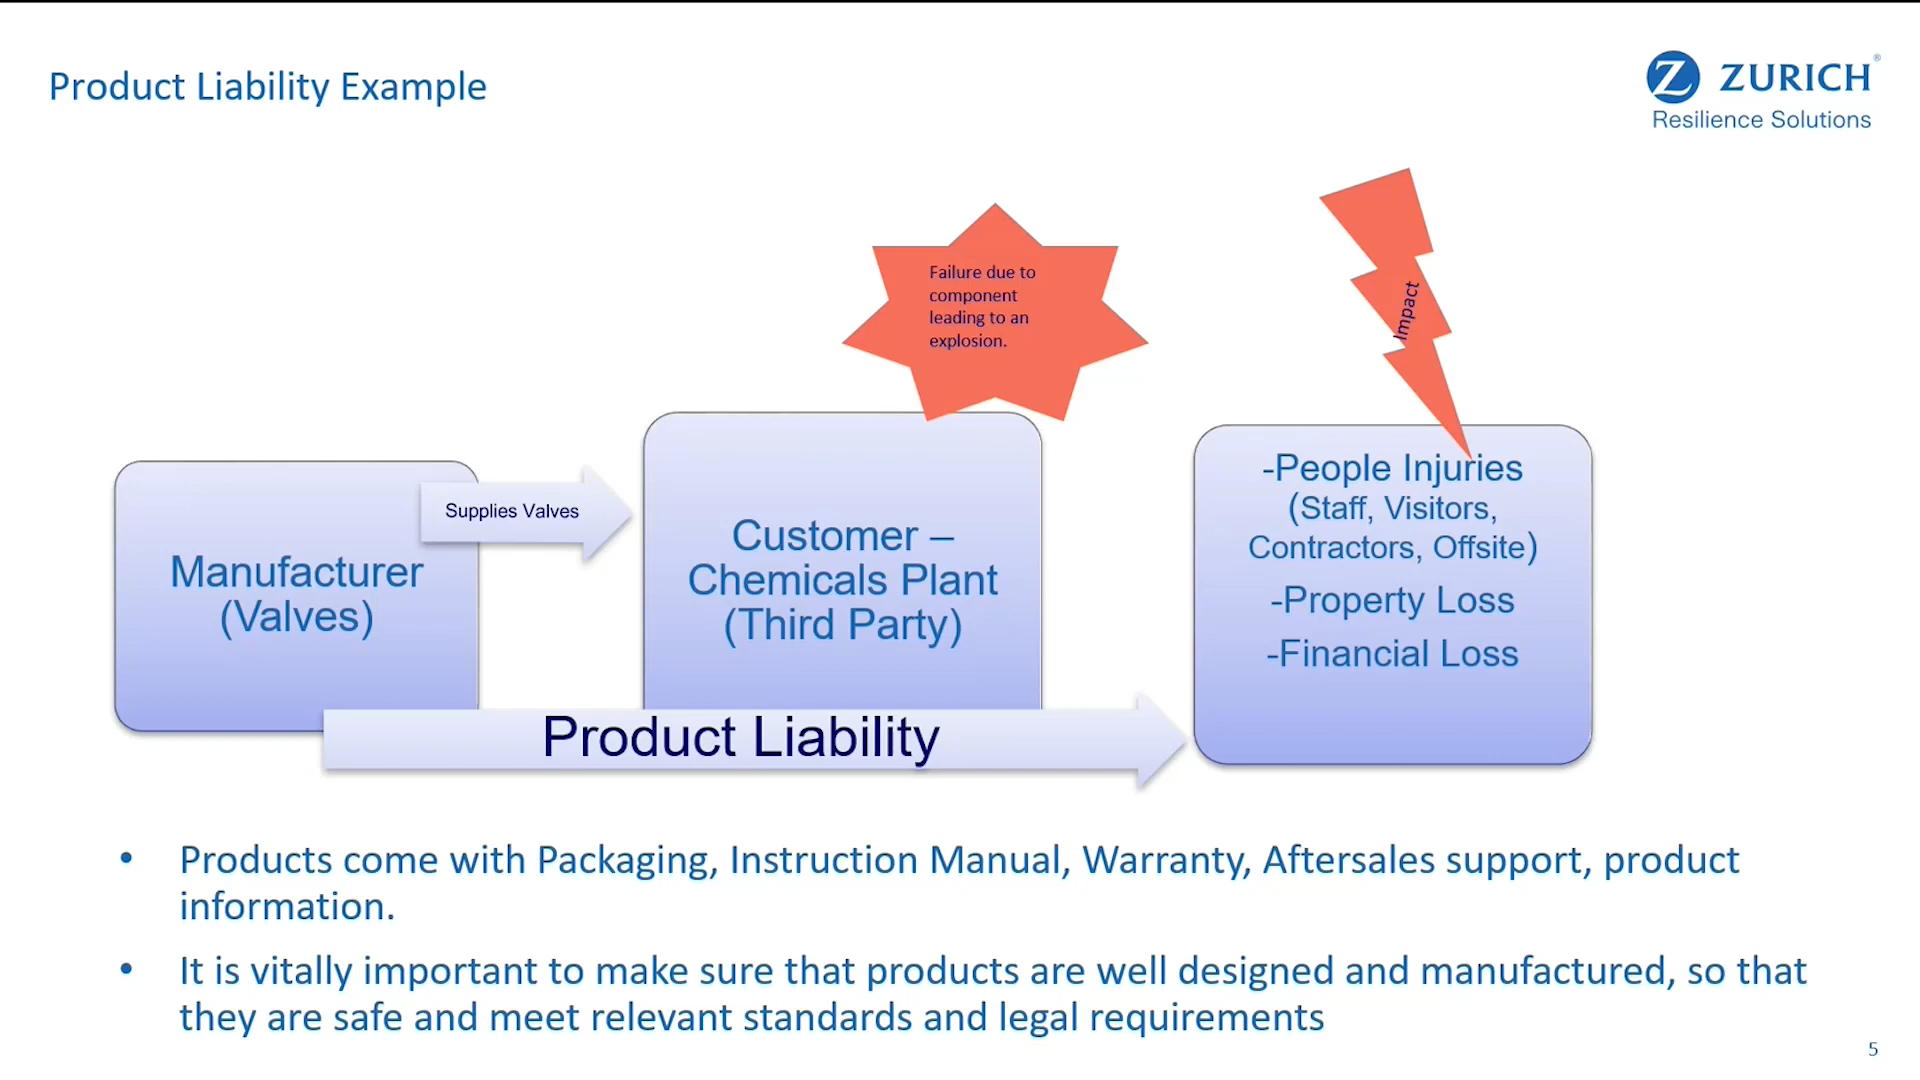 Product Liability Example
Z ZURICH®
Resilience Solutions
Failure due to
component
leading to an
explosion.
Impact
Manufacturer
(Valves)
Supplies Valves
Customer –
Chemicals Plant
(Third Party)
-People Injuries
(Staff, Visitors,
Contractors, Offsite)
-Property Loss
-Financial Loss
Product Liability
• Products come with Packaging, Instruction Manual, Warranty, Aftersales support, product
information.
• It is vitally important to make sure that products are well designed and manufactured, so that
they are safe and meet relevant standards and legal requirements
5